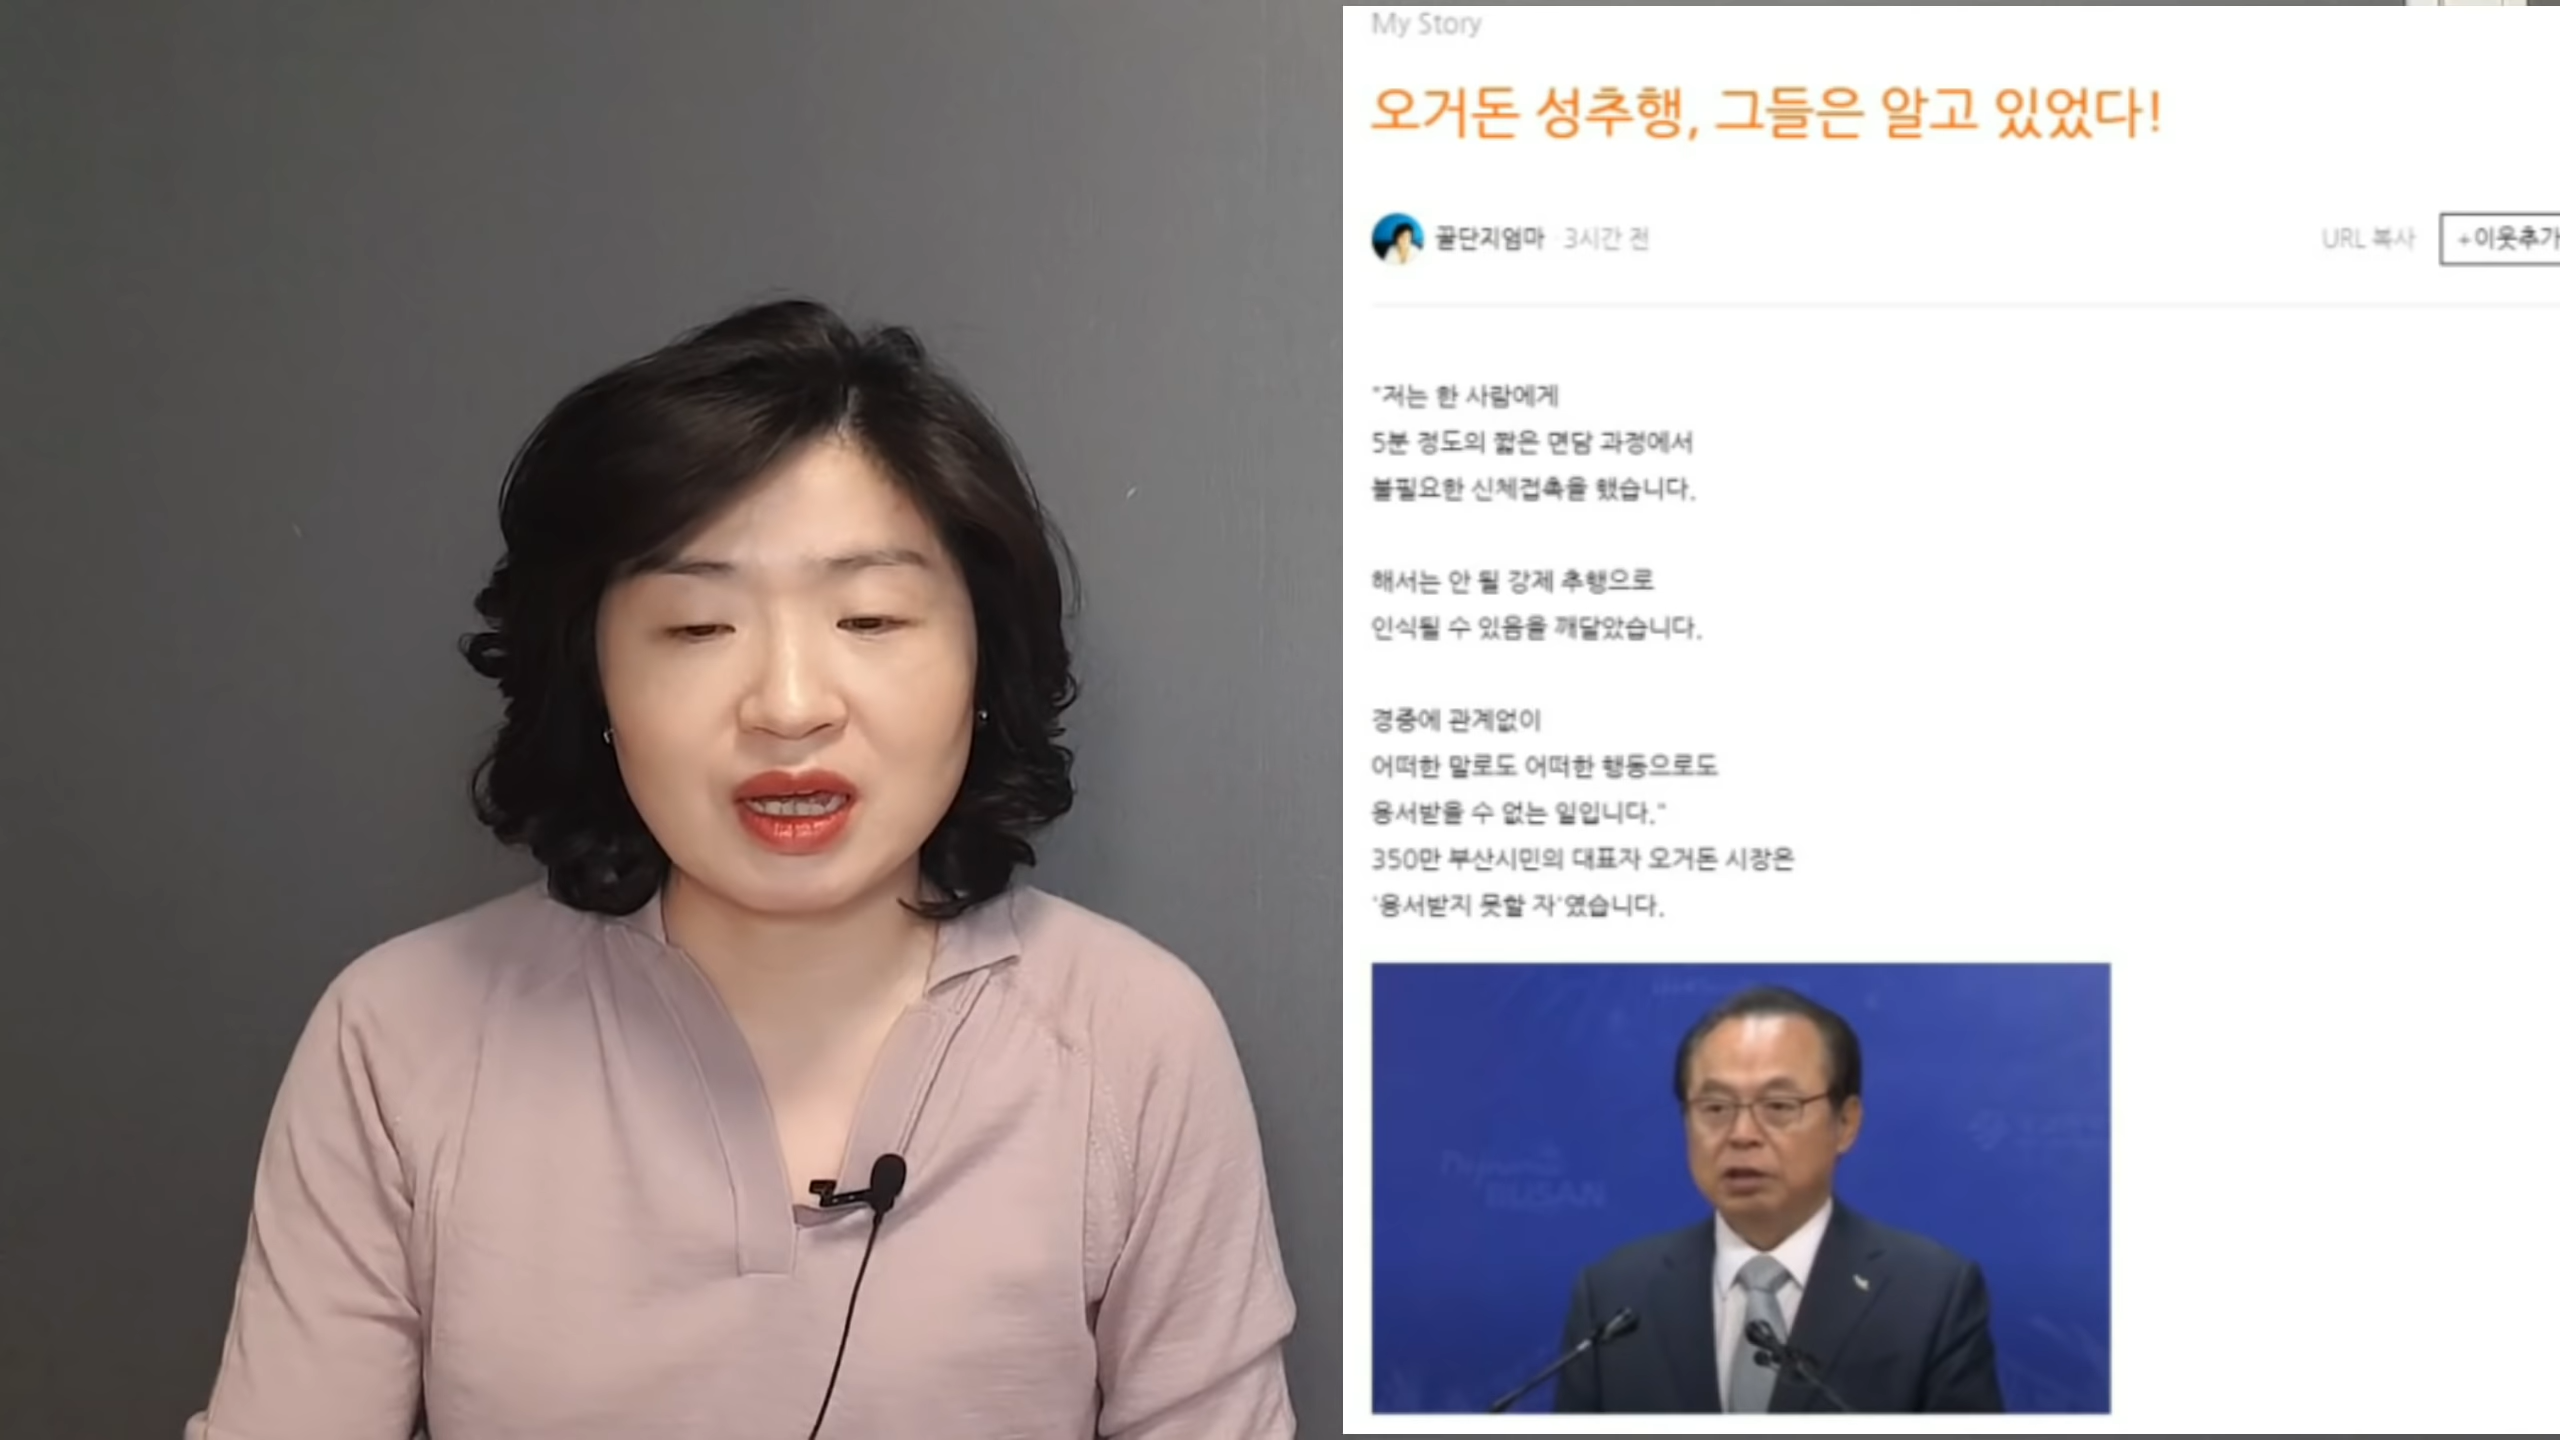 My Story
오거돈 성추행, 그들은 알고 있었다!
꿀단지엄마 · 3시간 전
URL 복사
+이웃추가
"저는 한 사람에게
5분 정도의 짧은 면담 과정에서
불필요한 신체접촉을 했습니다.
해서는 안 될 강제 추행으로
인식될 수 있음을 깨달았습니다.
경중에 관계없이
어떠한 말로도 어떠한 행동으로도
용서받을 수 없는 일입니다."
350만 부산시민의 대표자 오거돈 시장은
'용서받지 못할 자'였습니다.
Dynamic
BUSAN